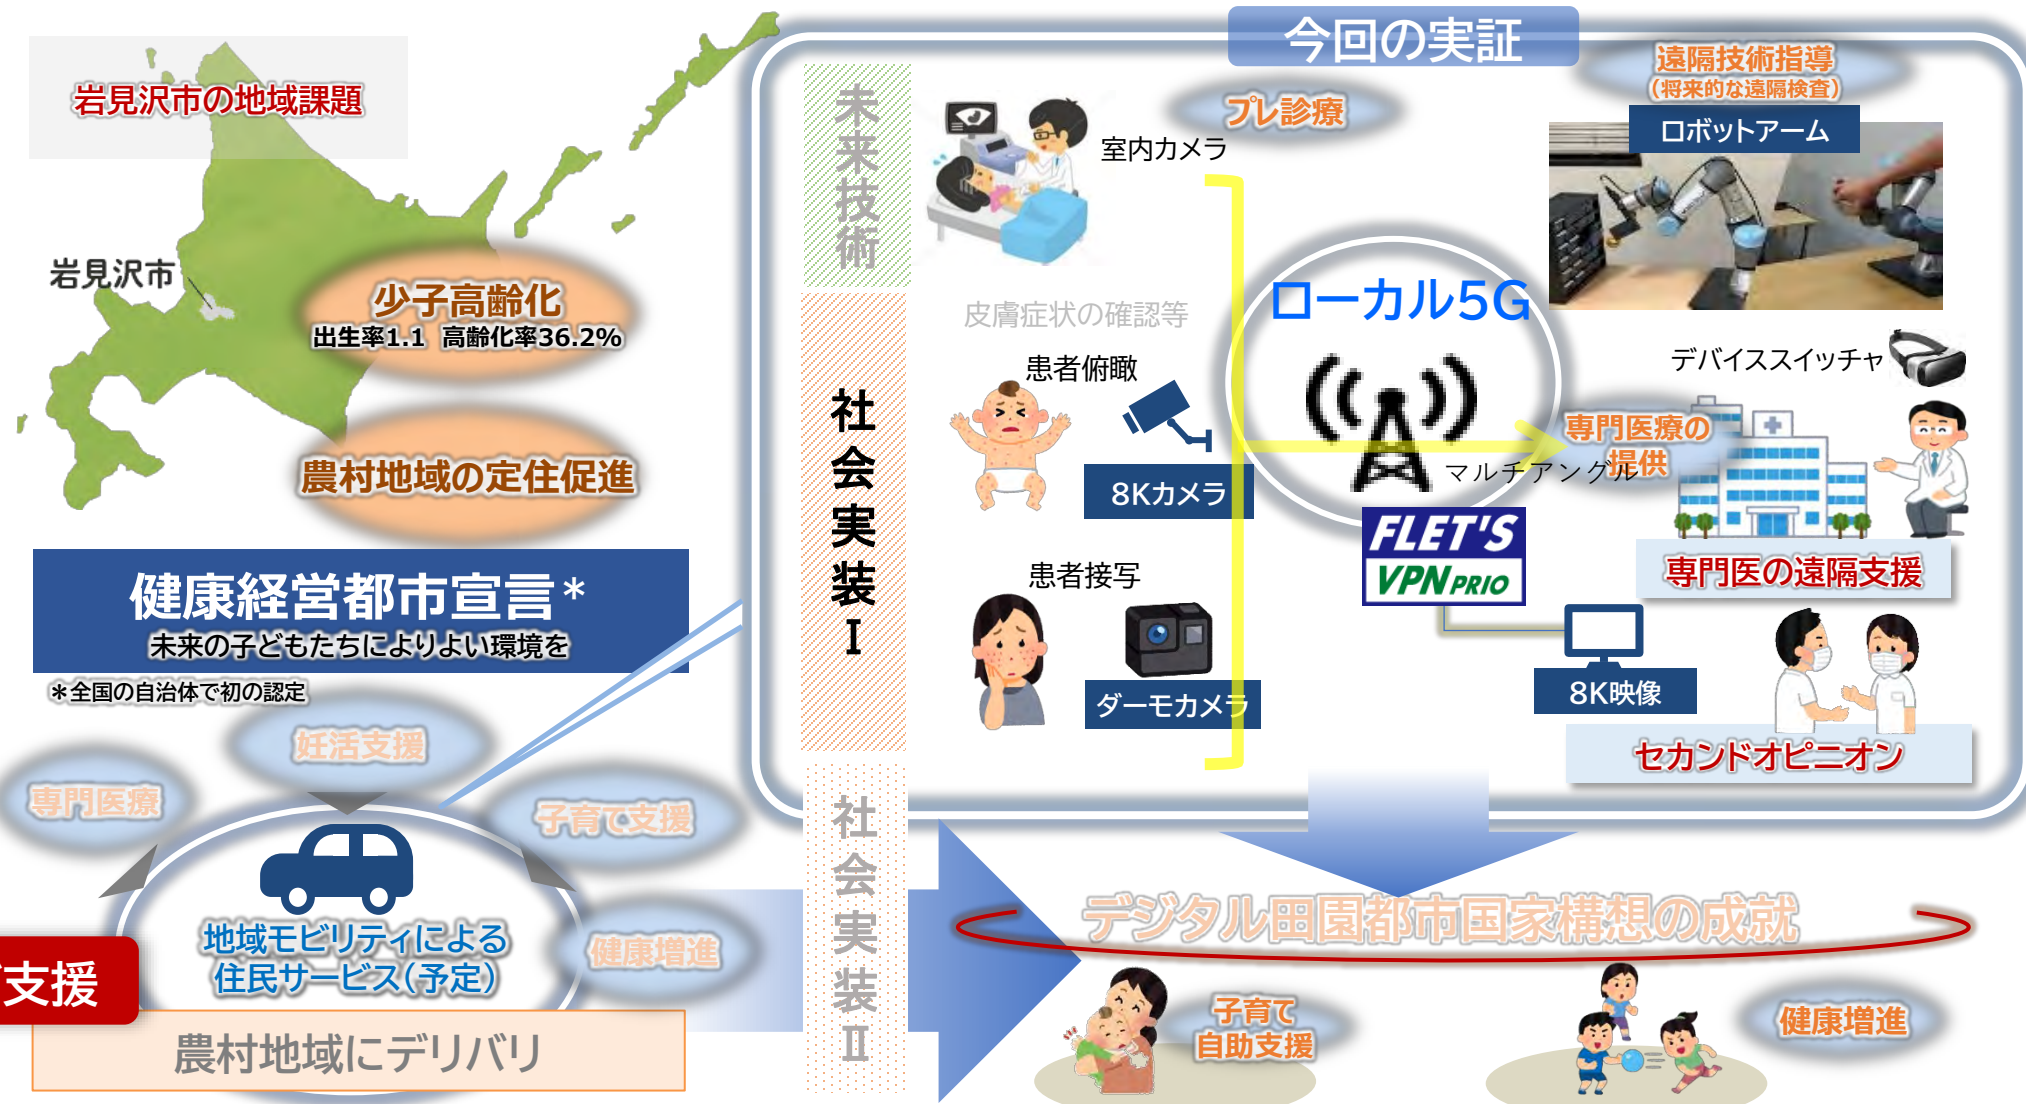 今回の実証
岩見沢市の地域課題
岩見沢市
少子高齢化
出生率1.1 高齢化率36.2%
農村地域の定住促進
健康経営都市宣言*
未来の子どもたちによりよい環境を
*全国の自治体で初の認定
妊活支援
専門医療
子育て支援
健康増進
地域モビリティによる
住民サービス(予定)
支援
農村地域にデリバリ
未来技術
社会実装Ⅰ
社会実装Ⅱ
プレ診療
室内カメラ
遠隔技術指導
(将来的な遠隔検査)
ロボットアーム
皮膚症状の確認等
患者俯瞰
8Kカメラ
患者接写
ダーモカメラ
ローカル5G
マルチアングル
FLET'S
VPN PRIO
デバイススイッチャ
専門医療の
提供
専門医の遠隔支援
8K映像
セカンドオピニオン
デジタル田園都市国家構想の成就
子育て
自助支援
健康増進